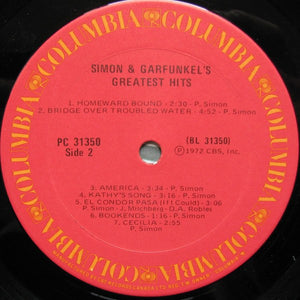 COLUMBIA COLUMBIA COLUMBIA COLUMBIA COLUMBIA COLUMBIA
SIMON & GARFUNKEL'S
GREATEST HITS
1. HOMEWARD BOUND - 2:30 - P. Simon
2. BRIDGE OVER TROUBLED WATER - 4:52 - P. Simon
PC 31350
Side 2
(BL 31350)
℗ 1972 CBS, Inc.
3. AMERICA - 3:34 - P. Simon
4. KATHY'S SONG - 3:16 - P. Simon
5. EL CONDOR PASA (If I Could) - 3:06
P. Simon - J. Milchberg - D.A. Robles
6. BOOKENDS - 1:16 - P. Simon
7. CECILIA - 2:55
P. Simon